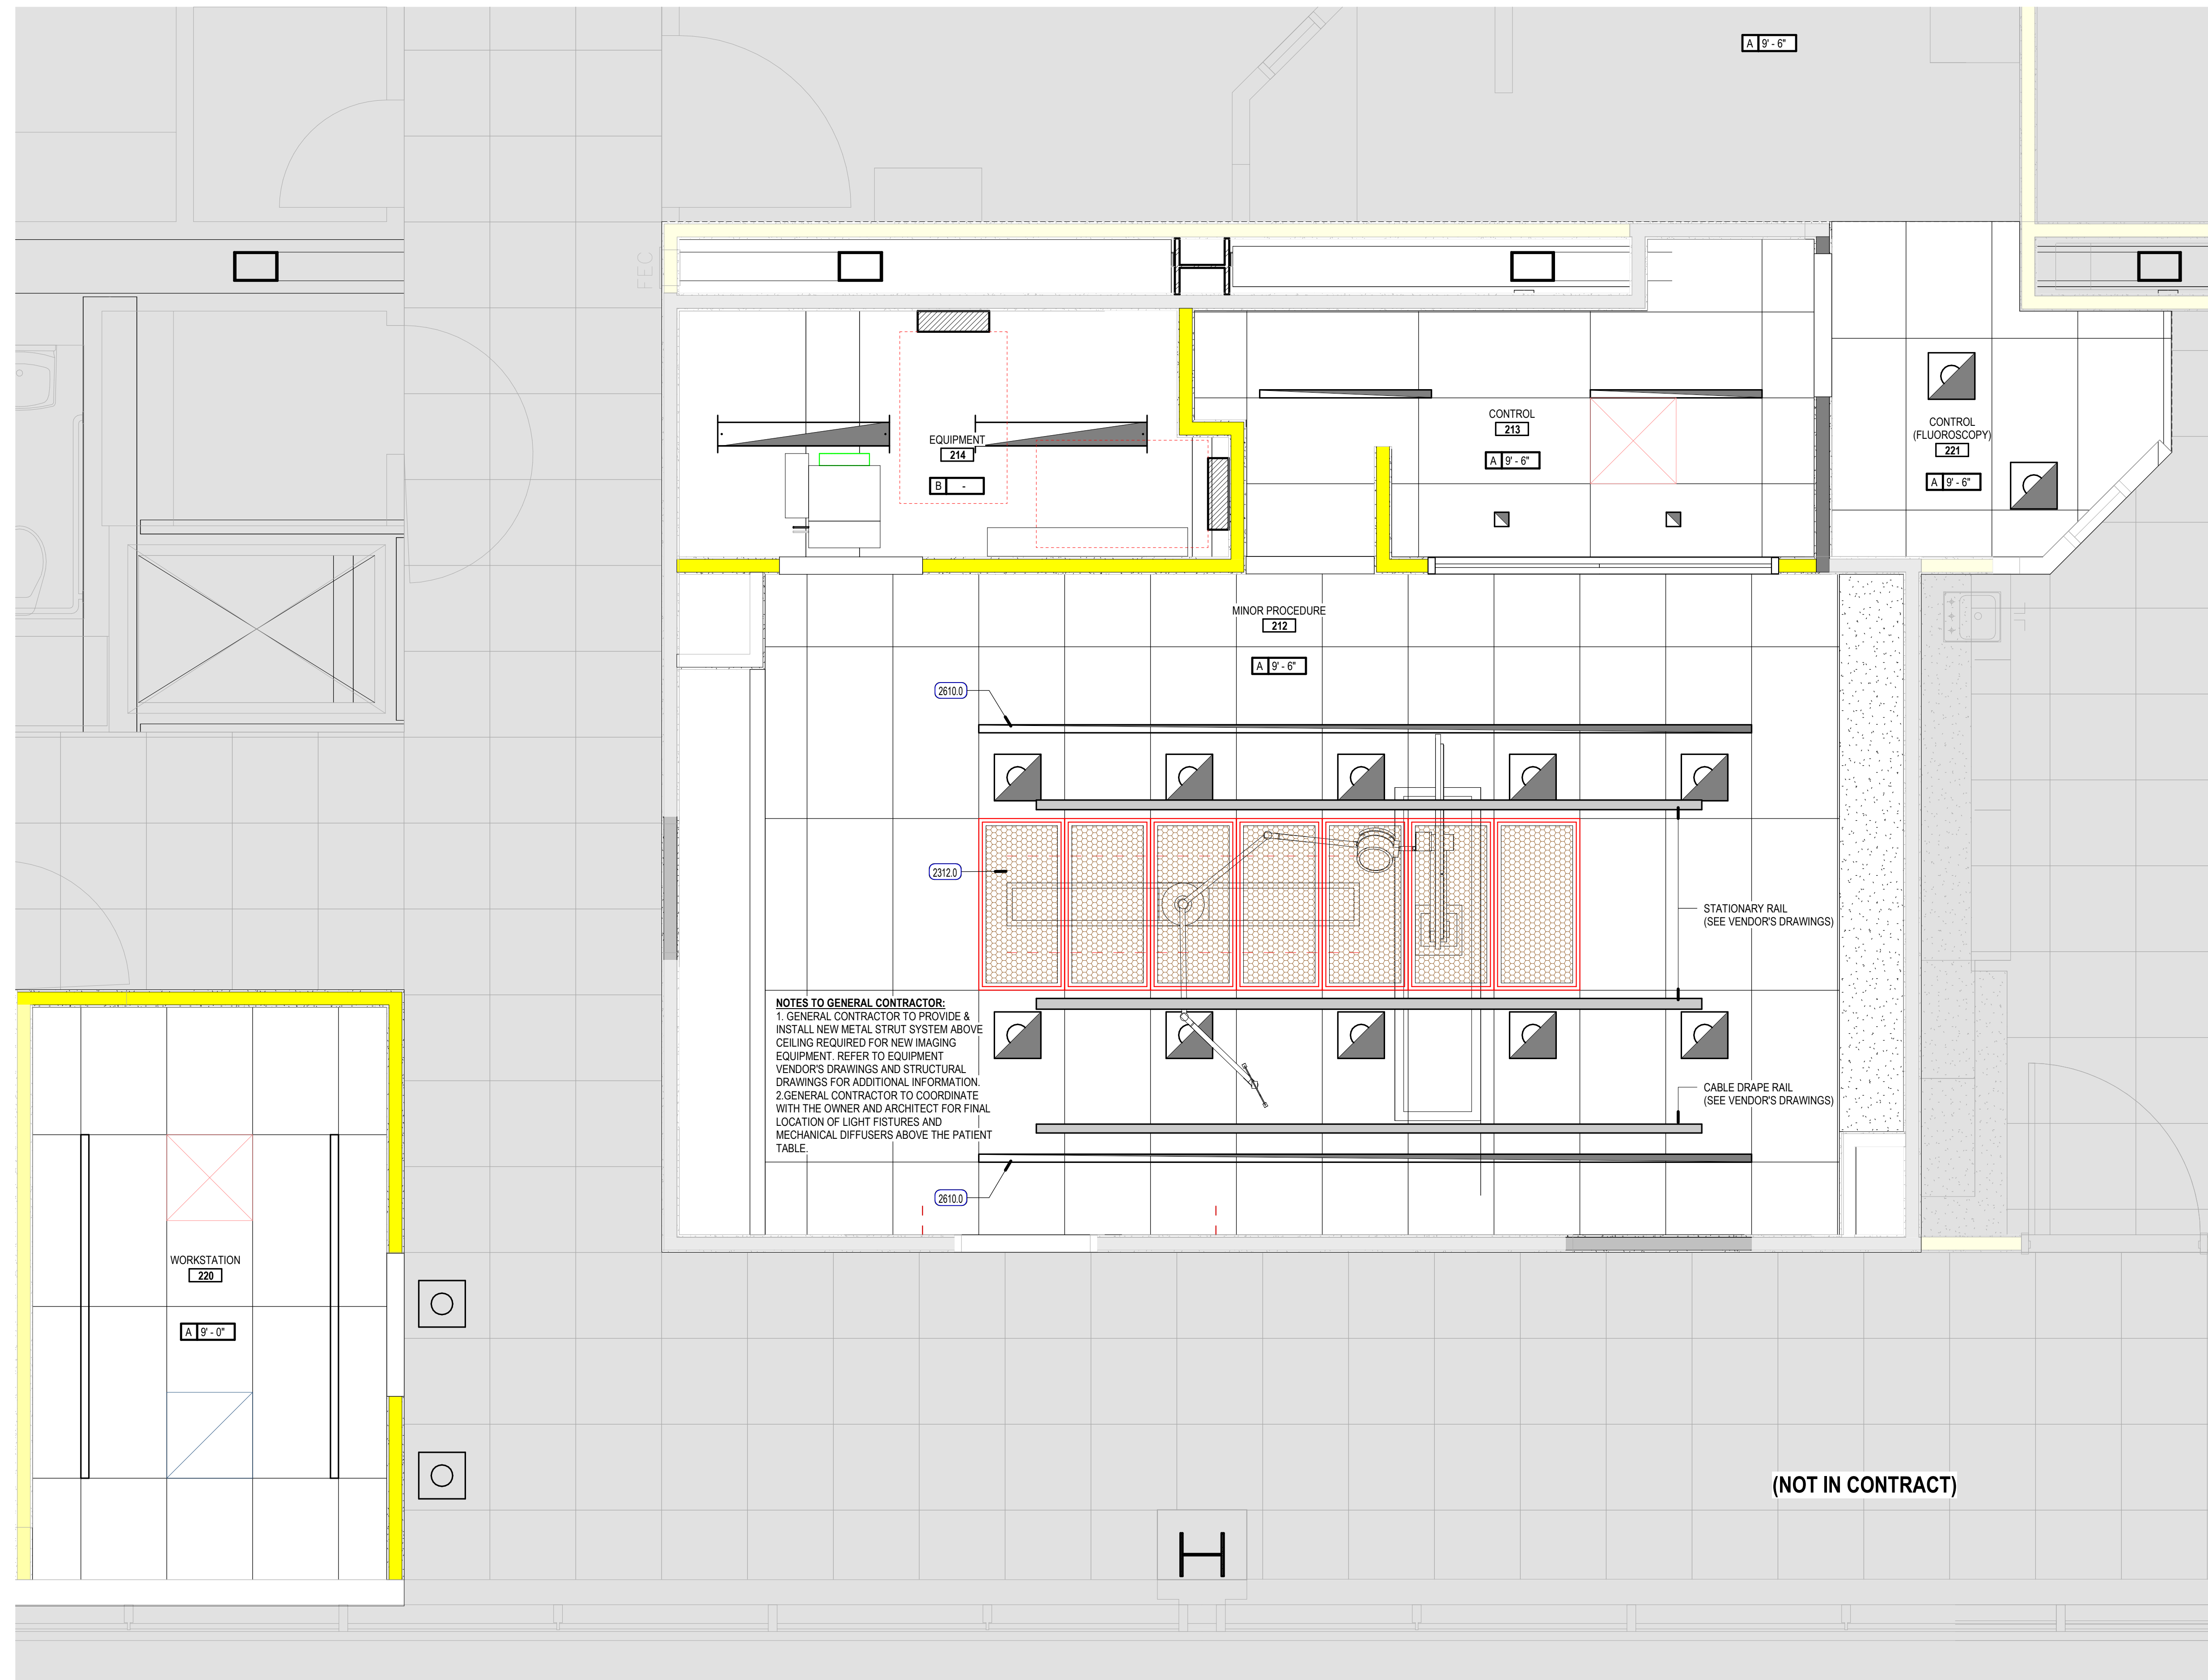 A 9' - 6"
FEC
CONTROL
213
A 9' - 6"
CONTROL
(FLUOROSCOPY)
221
A 9' - 6"
EQUIPMENT
214
B -
MINOR PROCEDURE
212
A 9' - 6"
2610.0
2312.0
STATIONARY RAIL
(SEE VENDOR'S DRAWINGS)
NOTES TO GENERAL CONTRACTOR:
1. GENERAL CONTRACTOR TO PROVIDE &
INSTALL NEW METAL STRUT SYSTEM ABOVE
CEILING REQUIRED FOR NEW IMAGING
EQUIPMENT. REFER TO EQUIPMENT
VENDOR'S DRAWINGS AND STRUCTURAL
DRAWINGS FOR ADDITIONAL INFORMATION.
2.GENERAL CONTRACTOR TO COORDINATE
WITH THE OWNER AND ARCHITECT FOR FINAL
LOCATION OF LIGHT FISTURES AND
MECHANICAL DIFFUSERS ABOVE THE PATIENT
TABLE.
CABLE DRAPE RAIL
(SEE VENDOR'S DRAWINGS)
2610.0
WORKSTATION
220
A 9' - 0"
(NOT IN CONTRACT)